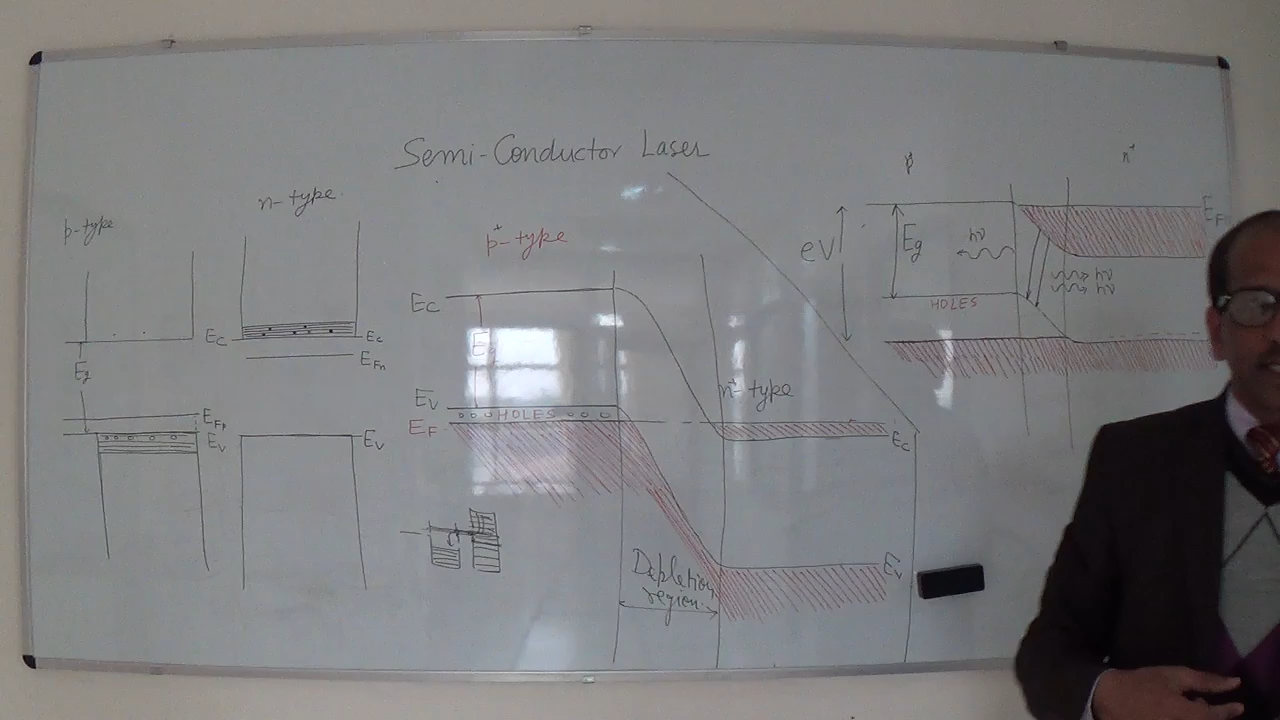 Semi-Conductor Laser
p-type
n-type
Ec
Ec
EFn
Eg
EFp
Ev
Ev
p+-type
Ec
Eg
Ev
HOLES
EF
n+-type
Ec
Ev
Depletion
region
p
n+
EFn
eV
Eg
hν
hν
hν
HOLES